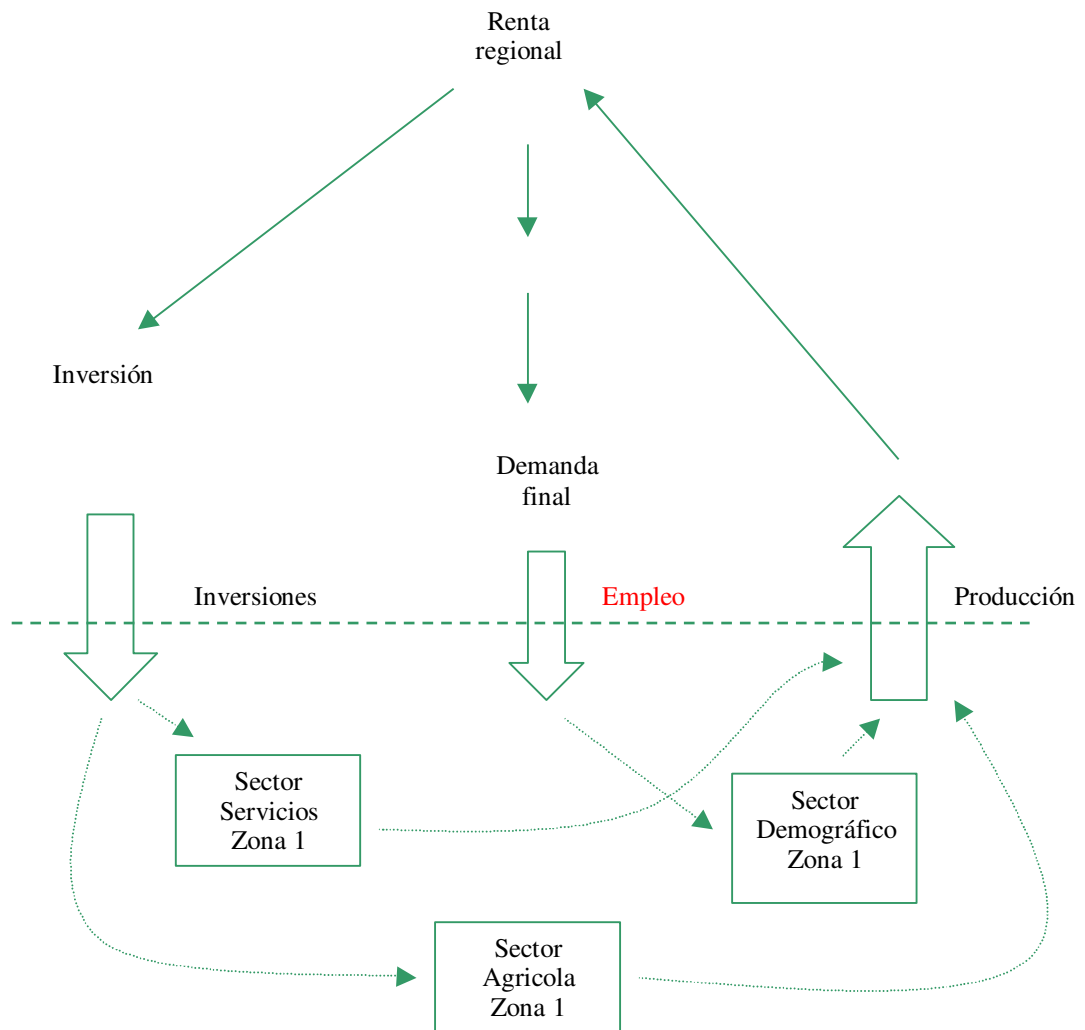 Renta
regional
Inversión
Demanda
final
Inversiones
Empleo
Producción
Sector
Servicios
Zona 1
Sector
Demográfico
Zona 1
Sector
Agricola
Zona 1